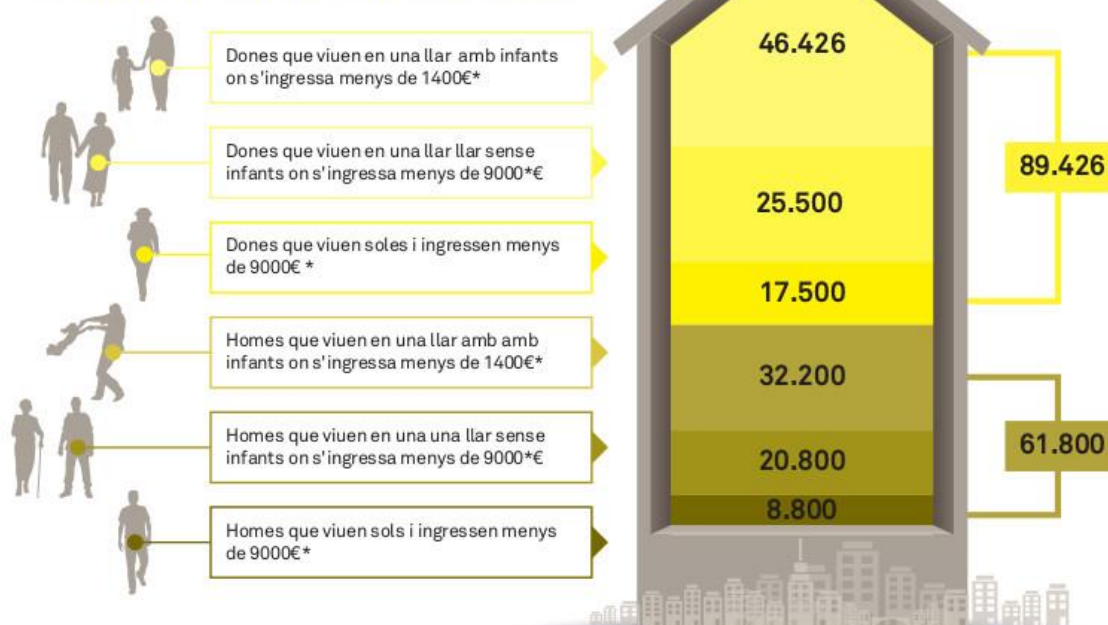 Dones que viuen en una llar amb infants
on s'ingressa menys de 1400€*
Dones que viuen en una llar llar sense
infants on s'ingressa menys de 9000*€
Dones que viuen soles i ingressen menys
de 9000€ *
Homes que viuen en una llar amb amb
infants on s'ingressa menys de 1400€*
Homes que viuen en una una llar sense
infants on s'ingressa menys de 9000*€
Homes que viuen sols i ingressen menys
de 9000€*
46.426
25.500
17.500
32.200
20.800
8.800
89.426
61.800